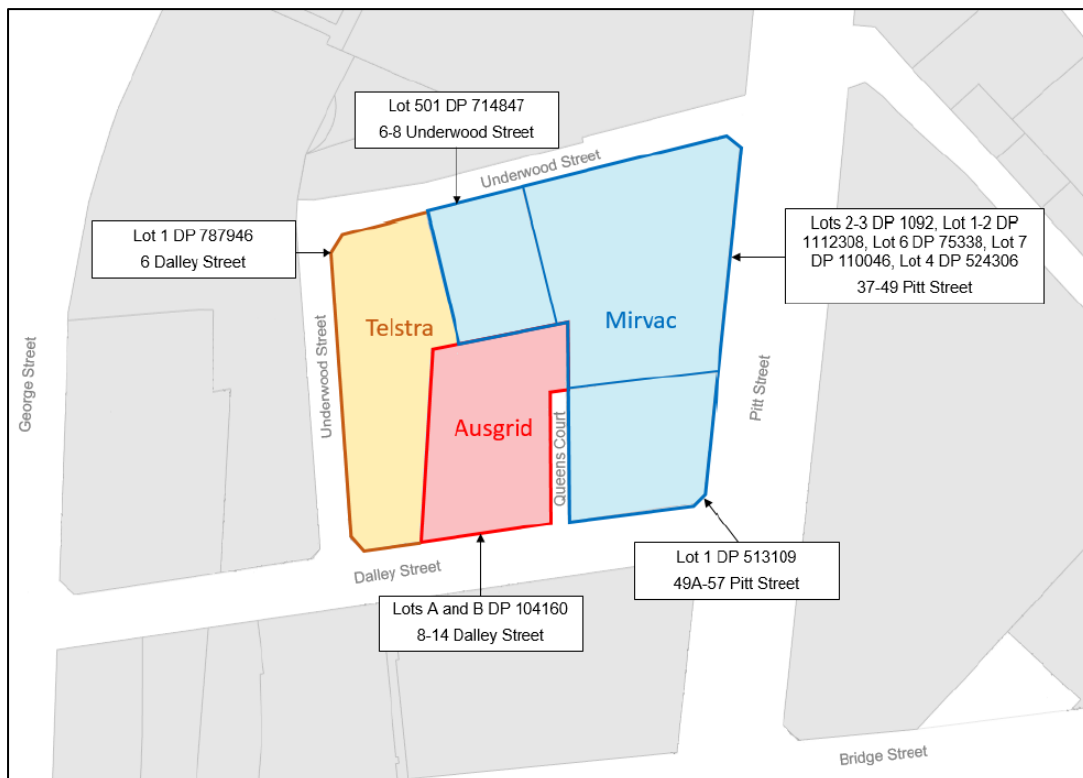 Lot 501 DP 714847
6-8 Underwood Street
Underwood Street
Lot 1 DP 787946
6 Dalley Street
Lots 2-3 DP 1092, Lot 1-2 DP
1112308, Lot 6 DP 75338, Lot 7
DP 110046, Lot 4 DP 524306
37-49 Pitt Street
Telstra
Mirvac
George Street
Underwood Street
Pitt Street
Ausgrid
Queens Court
Dalley Street
Lot 1 DP 513109
49A-57 Pitt Street
Lots A and B DP 104160
8-14 Dalley Street
Bridge Street